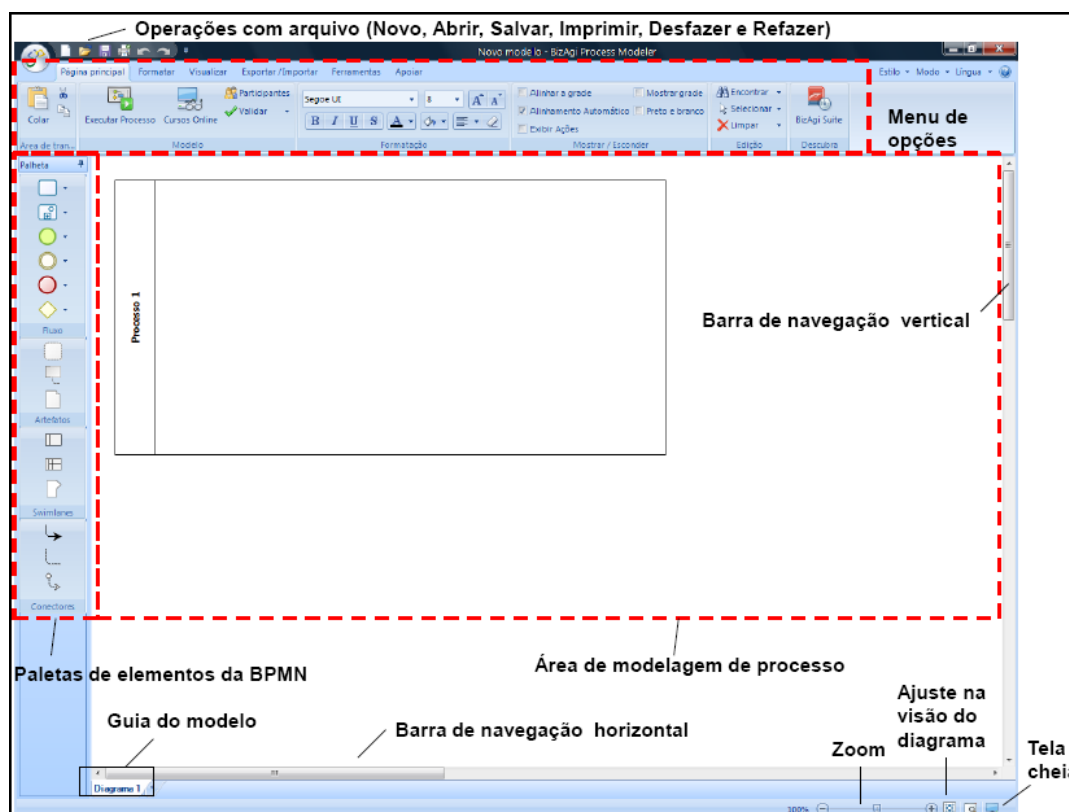 Operações com arquivo (Novo, Abrir, Salvar, Imprimir, Desfazer e Refazer)
Novo modelo - BizAgi Process Modeler
Página principal Formatar Visualizar Exportar /Importar Ferramentas Apoiar
Estilo Modo Língua
Colar
Executar Processo
Cursos Online
Participantes
Validar
Segoe UI
8
B I U S A
Alinhar a grade
Mostrar grade
Alinhamento Automático
Preto e branco
Exibir Ações
Encontrar
Selecionar
Limpar
BizAgi Suite
Área de tran...
Modelo
Formatação
Mostrar / Esconder
Edição
Descubra
Menu de
opções
Palheta
Fluxo
Artefatos
Swimlanes
Conectores
Processo 1
Barra de navegação vertical
Paletas de elementos da BPMN
Área de modelagem de processo
Guia do modelo
Barra de navegação horizontal
Ajuste na
visão do
diagrama
Zoom
Tela
cheia
Diagrama 1
100%